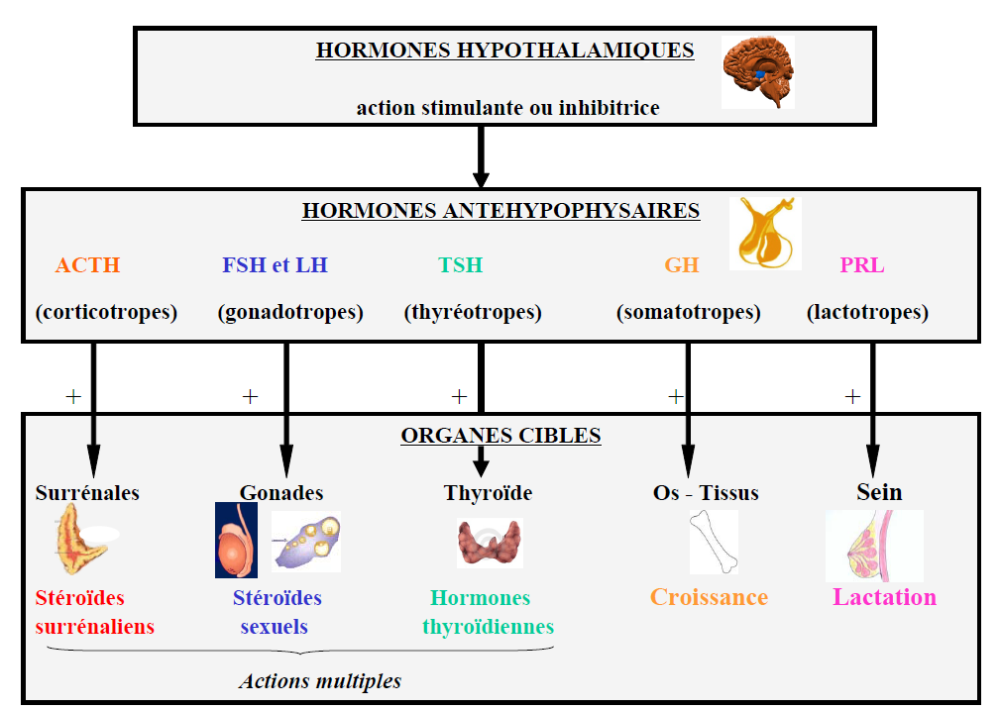 HORMONES HYPOTHALAMIQUES
action stimulante ou inhibitrice
HORMONES ANTEHYPOPHYSAIRES
ACTH FSH et LH TSH GH PRL
(corticotropes) (gonadotropes) (thyréotropes) (somatotropes) (lactotropes)
+ + + + +
ORGANES CIBLES
Surrénales Gonades Thyroïde Os - Tissus Sein
Stéroïdes Stéroïdes Hormones Croissance Lactation
surrénaliens sexuels thyroïdiennes
Actions multiples